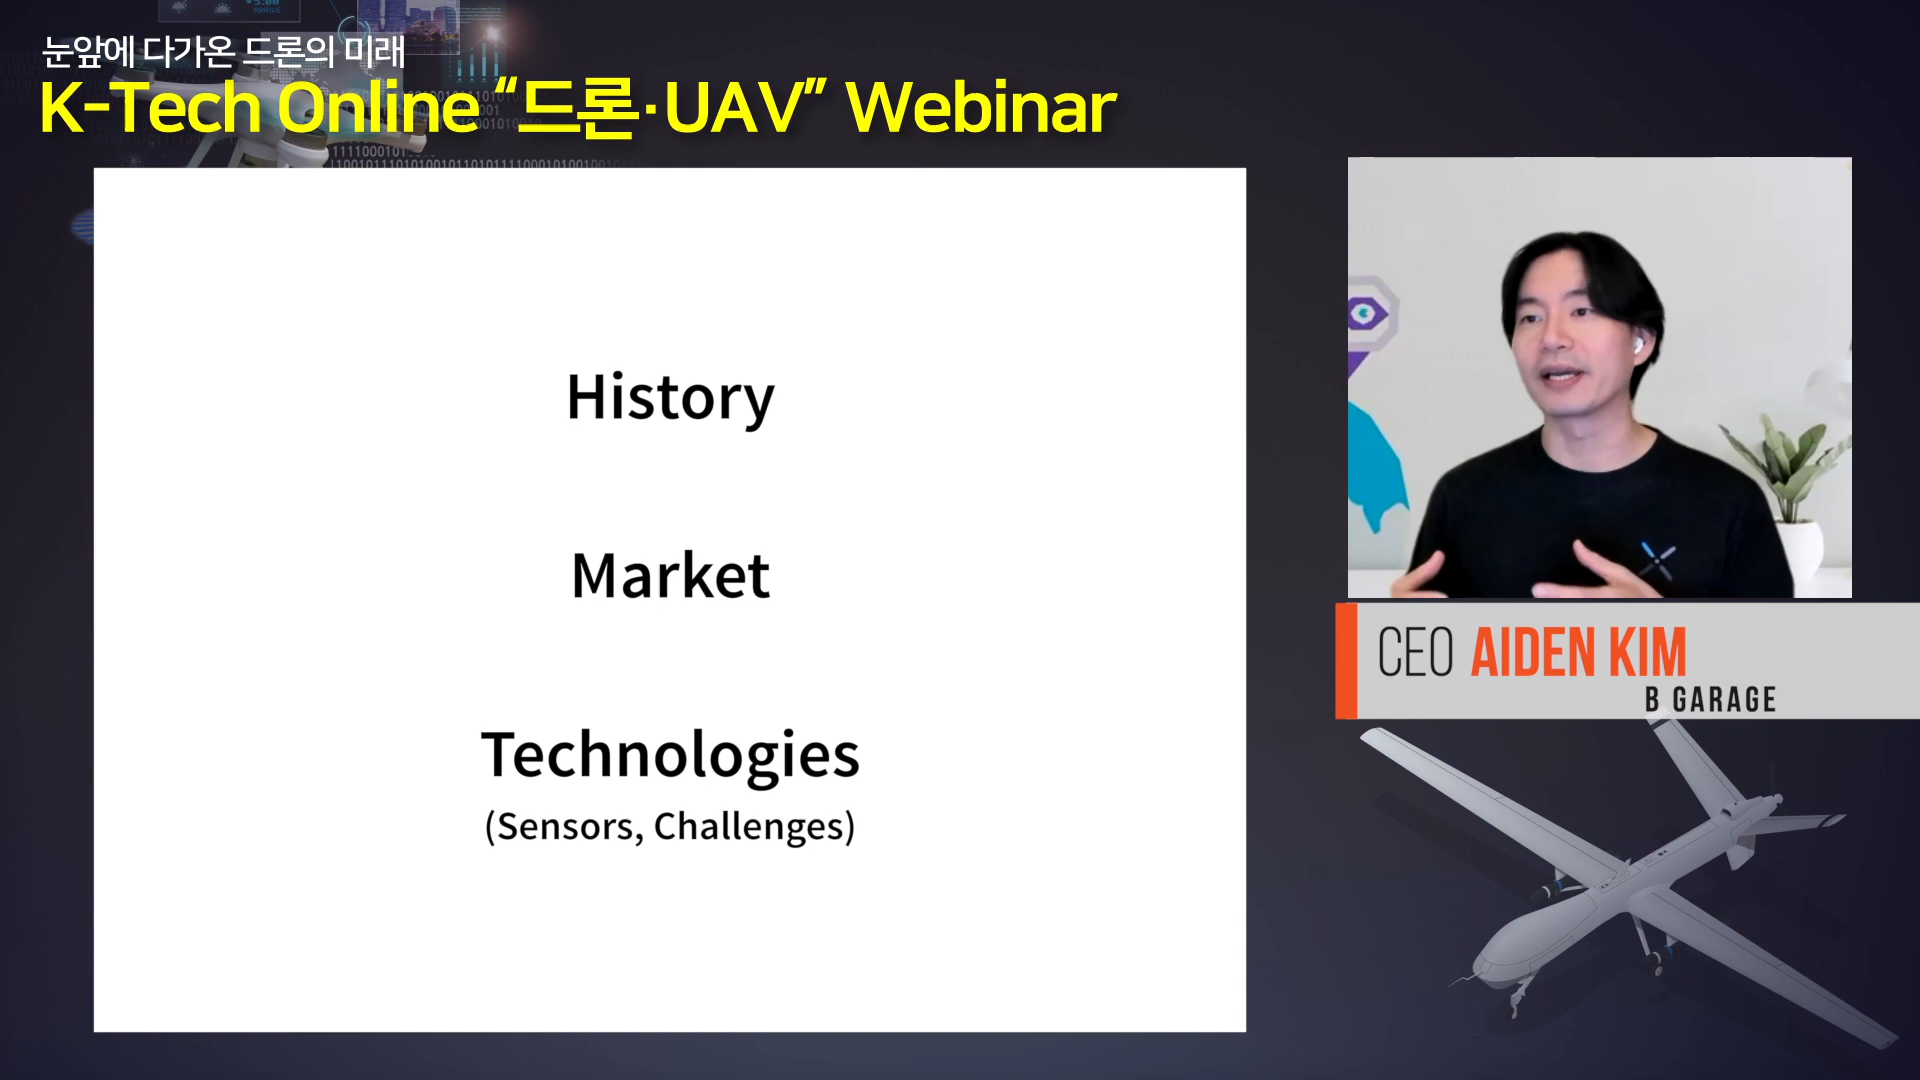 눈앞에 다가온 드론의 미래
K-Tech Online “드론·UAV” Webinar
History
Market
Technologies
(Sensors, Challenges)
CEO AIDEN KIM
B GARAGE